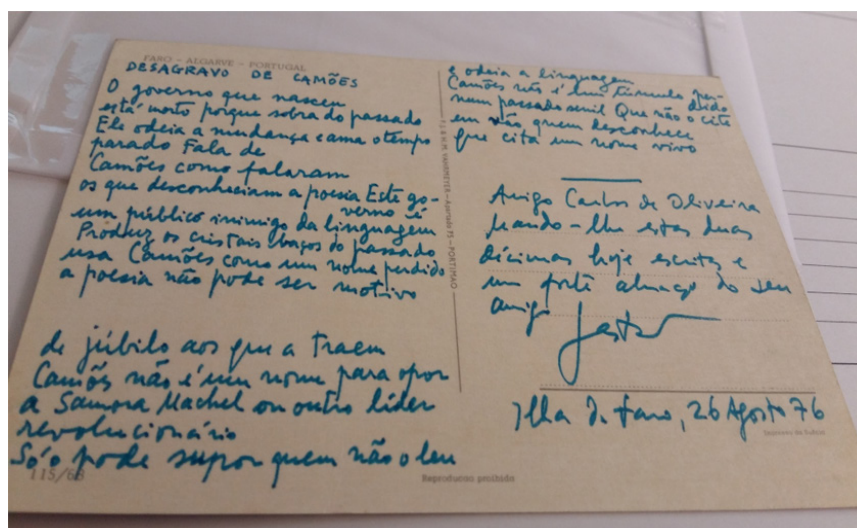 FARO – ALGARVE – PORTUGAL
DESAGRAVO DE CAMÕES
O governo que nasceu
está morto porque sobra do passado
Ele odeia a mudança e ama o tempo
parado Fala de
Camões como falaram
os que desconheciam a poesia Este go-
verno é
um público inimigo da linguagem
Produz os cristais baços do passado
usa Camões como um nome perdido
a poesia não pode ser motivo
de júbilo aos que a traem
Camões não é um nome para opor
a Samora Machel ou outro líder
revolucionário
Só o pode supor quem não o leu
115/68
e odeia a linguagem
Camões não é um túmulo per-
dido
num passado senil Que não o cite
em vão quem desconhece
que cita um nome vivo
Amigo Carlos de Oliveira
Mando-lhe estas duas
décimas hoje escritas e
um forte abraço do seu
amigo
Gastão
Ilha de Faro, 26 Agosto 76
Reprodução proibida